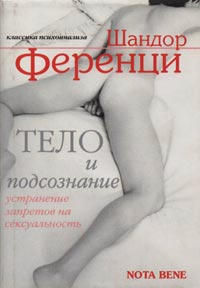 классика психоанализа
Шандор
Ференци
ТЕЛО
и
подсознание
устранение
запретов на
сексуальность
NOTA BENE